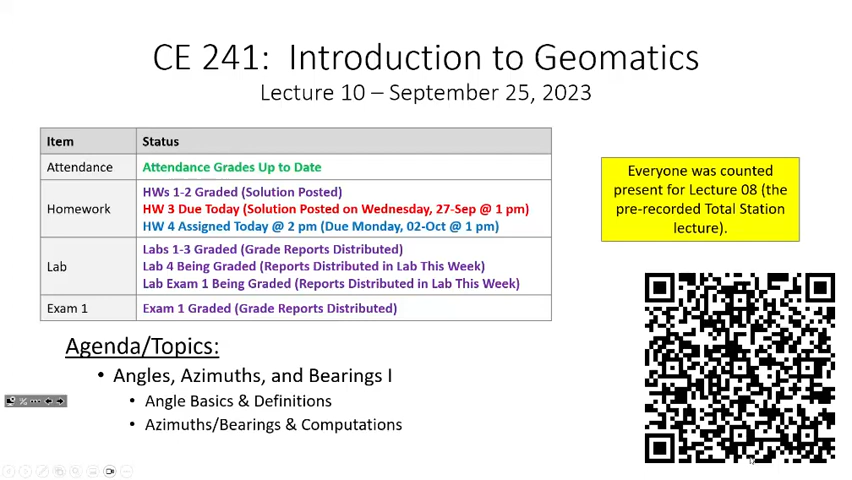 CE 241: Introduction to Geomatics
Lecture 10 – September 25, 2023
Item Status
Attendance Attendance Grades Up to Date
Homework
HWs 1-2 Graded (Solution Posted)
HW 3 Due Today (Solution Posted on Wednesday, 27-Sep @ 1 pm)
HW 4 Assigned Today @ 2 pm (Due Monday, 02-Oct @ 1 pm)
Lab
Labs 1-3 Graded (Grade Reports Distributed)
Lab 4 Being Graded (Reports Distributed in Lab This Week)
Lab Exam 1 Being Graded (Reports Distributed in Lab This Week)
Exam 1 Exam 1 Graded (Grade Reports Distributed)
Everyone was counted
present for Lecture 08 (the
pre-recorded Total Station
lecture).
Agenda/Topics:
• Angles, Azimuths, and Bearings I
• Angle Basics & Definitions
• Azimuths/Bearings & Computations